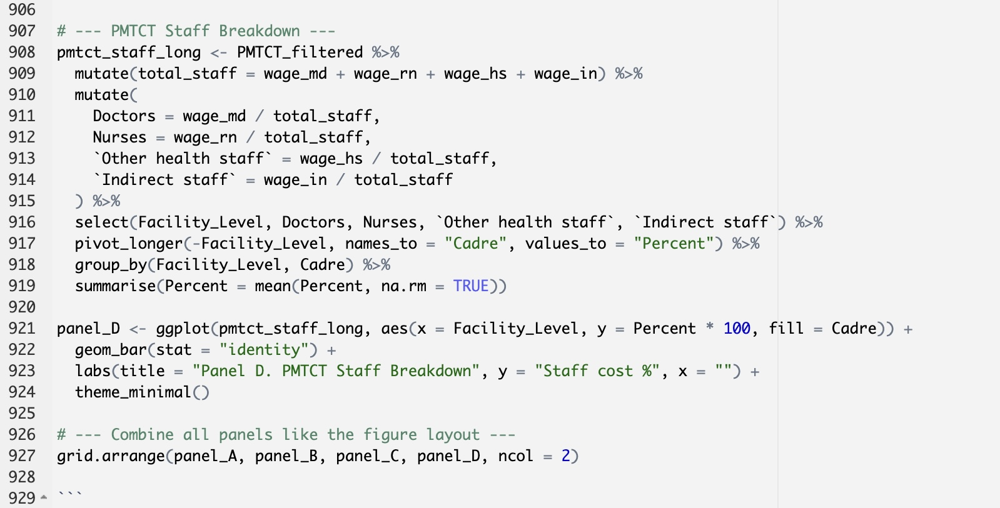 906
907 # --- PMTCT Staff Breakdown ---
908 pmtct_staff_long <- PMTCT_filtered %>%
909   mutate(total_staff = wage_md + wage_rn + wage_hs + wage_in) %>%
910   mutate(
911     Doctors = wage_md / total_staff,
912     Nurses = wage_rn / total_staff,
913     `Other health staff` = wage_hs / total_staff,
914     `Indirect staff` = wage_in / total_staff
915   ) %>%
916   select(Facility_Level, Doctors, Nurses, `Other health staff`, `Indirect staff`) %>%
917   pivot_longer(-Facility_Level, names_to = "Cadre", values_to = "Percent") %>%
918   group_by(Facility_Level, Cadre) %>%
919   summarise(Percent = mean(Percent, na.rm = TRUE))
920
921 panel_D <- ggplot(pmtct_staff_long, aes(x = Facility_Level, y = Percent * 100, fill = Cadre)) +
922   geom_bar(stat = "identity") +
923   labs(title = "Panel D. PMTCT Staff Breakdown", y = "Staff cost %", x = "") +
924   theme_minimal()
925
926 # --- Combine all panels like the figure layout ---
927 grid.arrange(panel_A, panel_B, panel_C, panel_D, ncol = 2)
928
929 ```